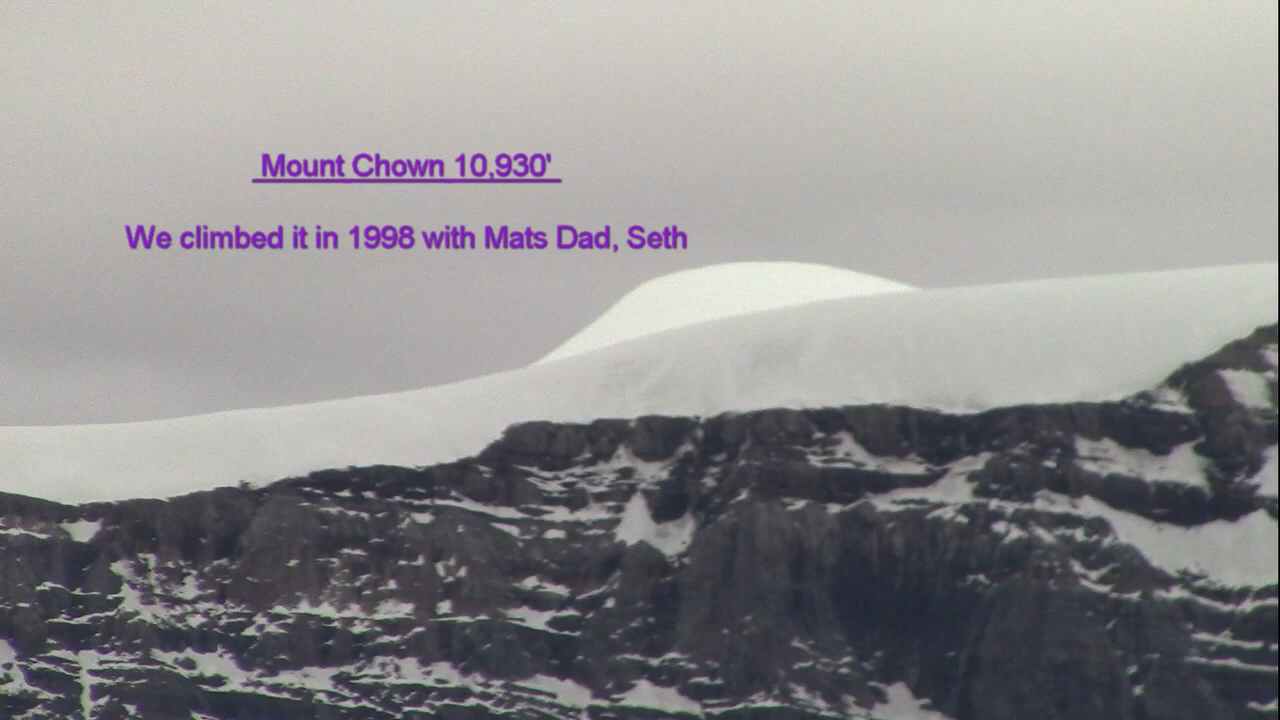 Mount Chown 10,930'
We climbed it in 1998 with Mats Dad, Seth